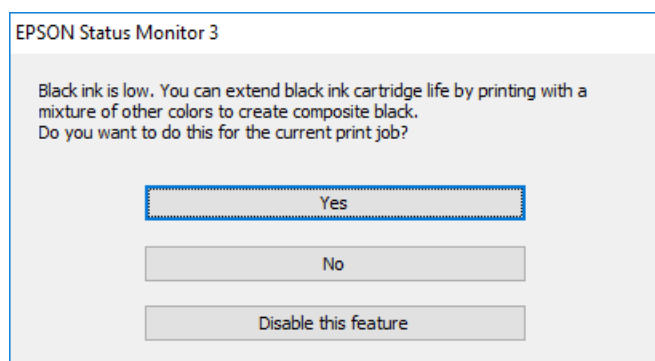 EPSON Status Monitor 3
Black ink is low. You can extend black ink cartridge life by printing with a
mixture of other colors to create composite black.
Do you want to do this for the current print job?
Yes
No
Disable this feature